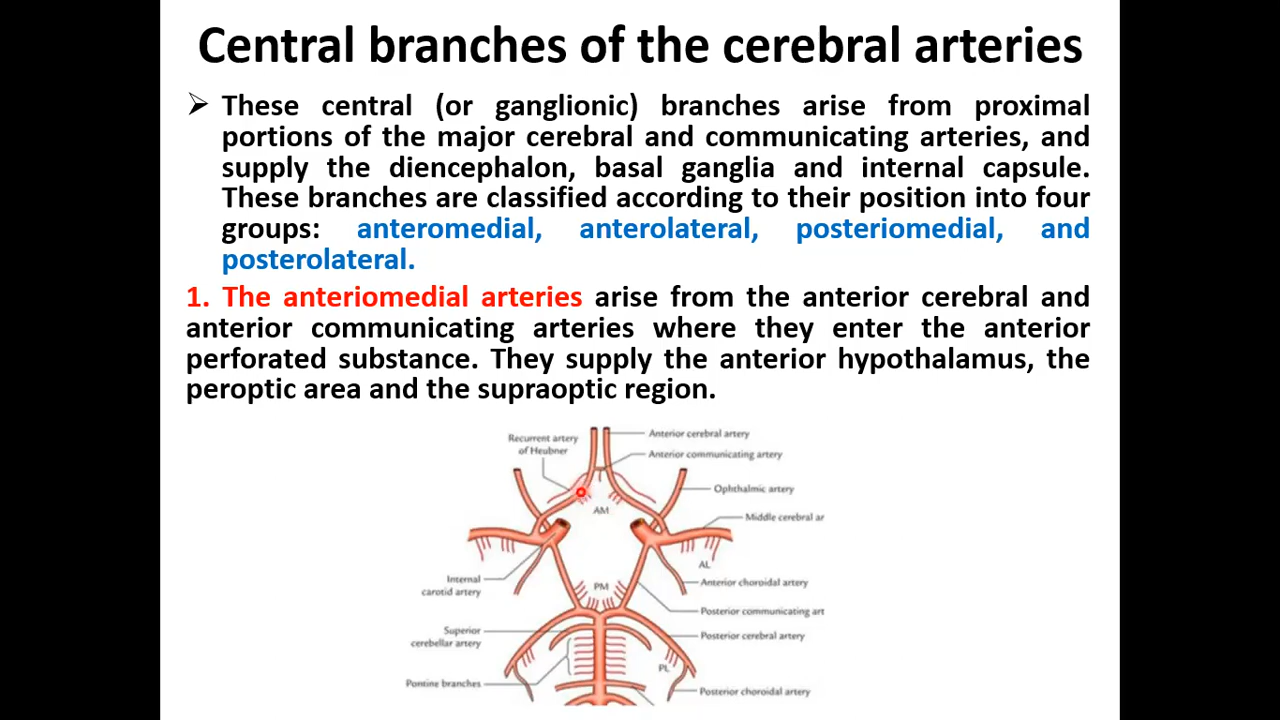 Central branches of the cerebral arteries
➢ These central (or ganglionic) branches arise from proximal
portions of the major cerebral and communicating arteries, and
supply the diencephalon, basal ganglia and internal capsule.
These branches are classified according to their position into four
groups: anteromedial, anterolateral, posteriomedial, and
posterolateral.
1. The anteriomedial arteries arise from the anterior cerebral and
anterior communicating arteries where they enter the anterior
perforated substance. They supply the anterior hypothalamus, the
peroptic area and the supraoptic region.
Recurrent artery
of Heubner
Anterior cerebral artery
Anterior communicating artery
Ophthalmic artery
AM
Middle cerebral ar
AL
Internal
carotid artery
PM
Anterior choroidal artery
Posterior communicating art
Superior
cerebellar artery
Posterior cerebral artery
PL
Pontine branches
Posterior choroidal artery